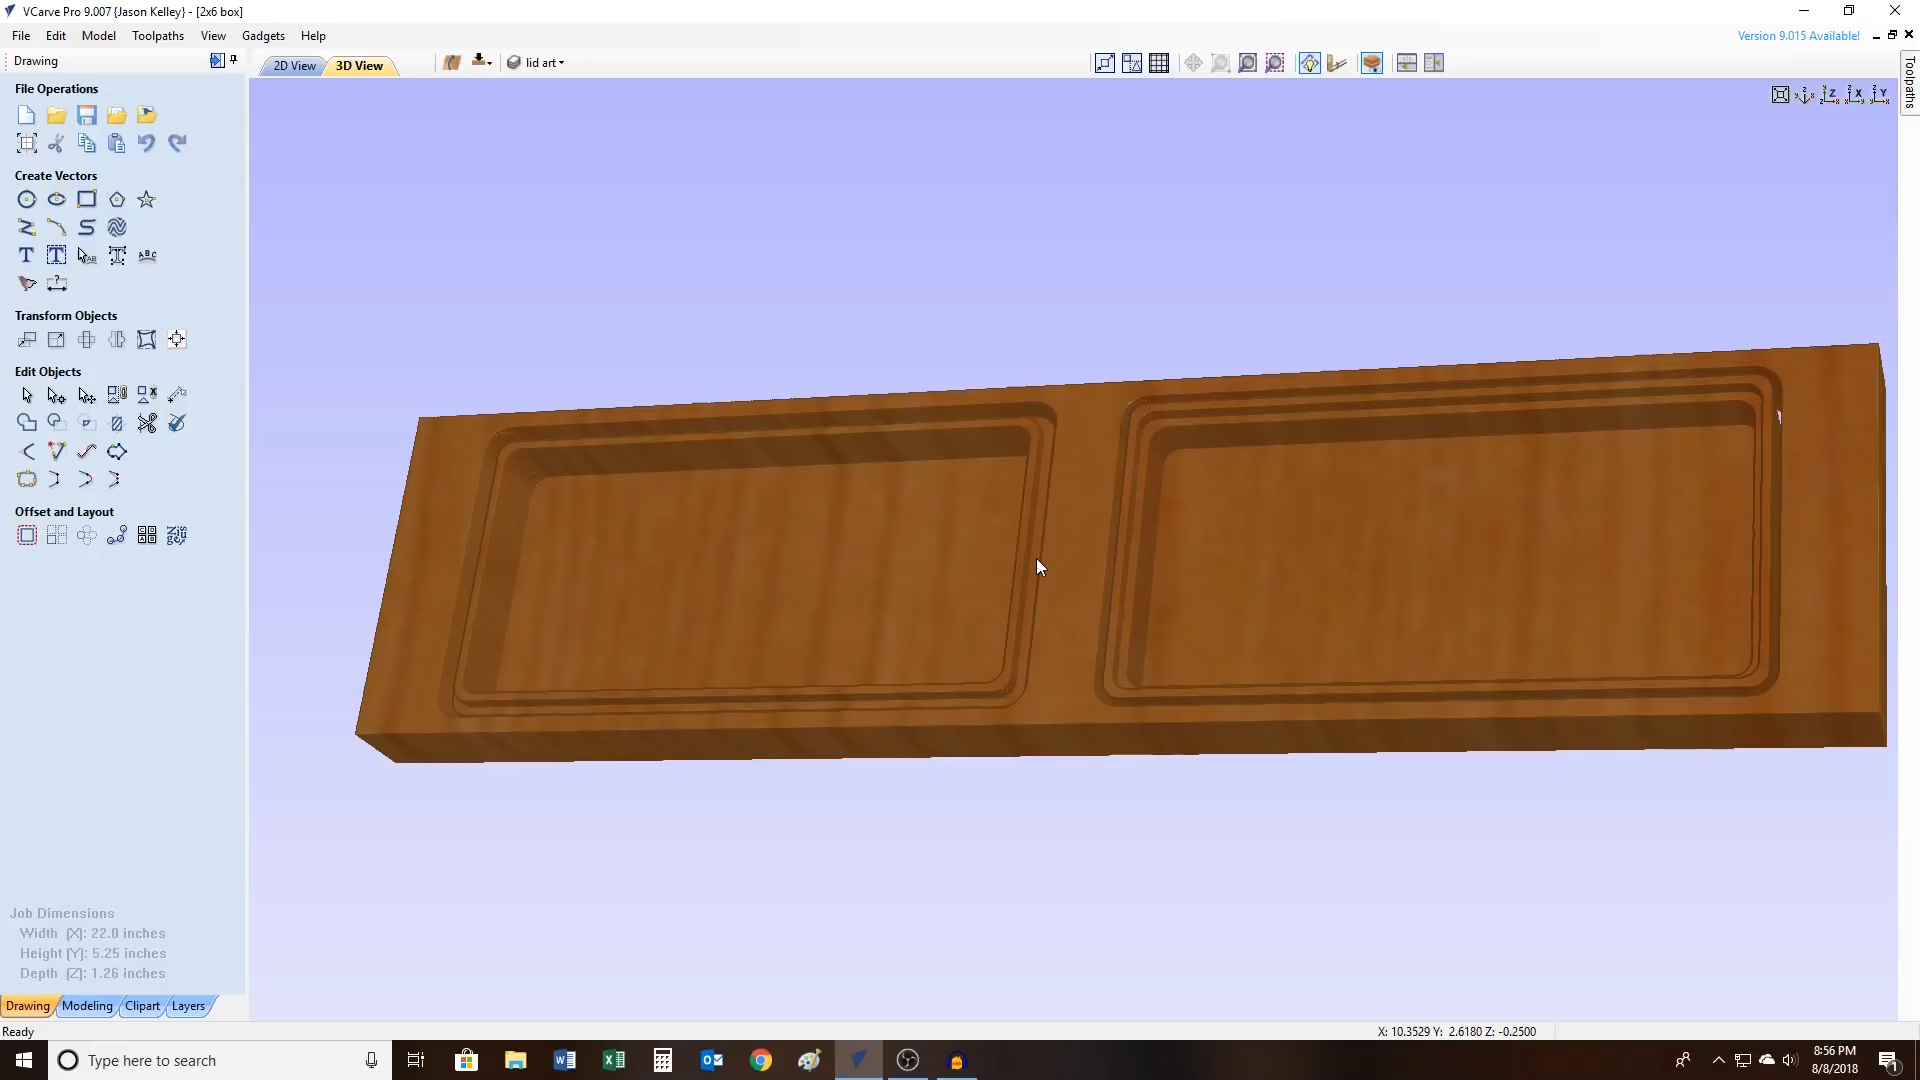 VCarve Pro 9.007 {Jason Kelley} - [2x6 box]
File Edit Model Toolpaths View Gadgets Help
Version 9.015 Available!
Drawing
2D View 3D View
lid art
Toolpaths
File Operations
Create Vectors
Transform Objects
Edit Objects
Offset and Layout
Job Dimensions
Width (X): 22.0 inches
Height (Y): 5.25 inches
Depth (Z): 1.26 inches
Drawing Modeling Clipart Layers
Ready
X: 10.3529 Y: 2.6180 Z: -0.2500
Type here to search
8:56 PM
8/8/2018